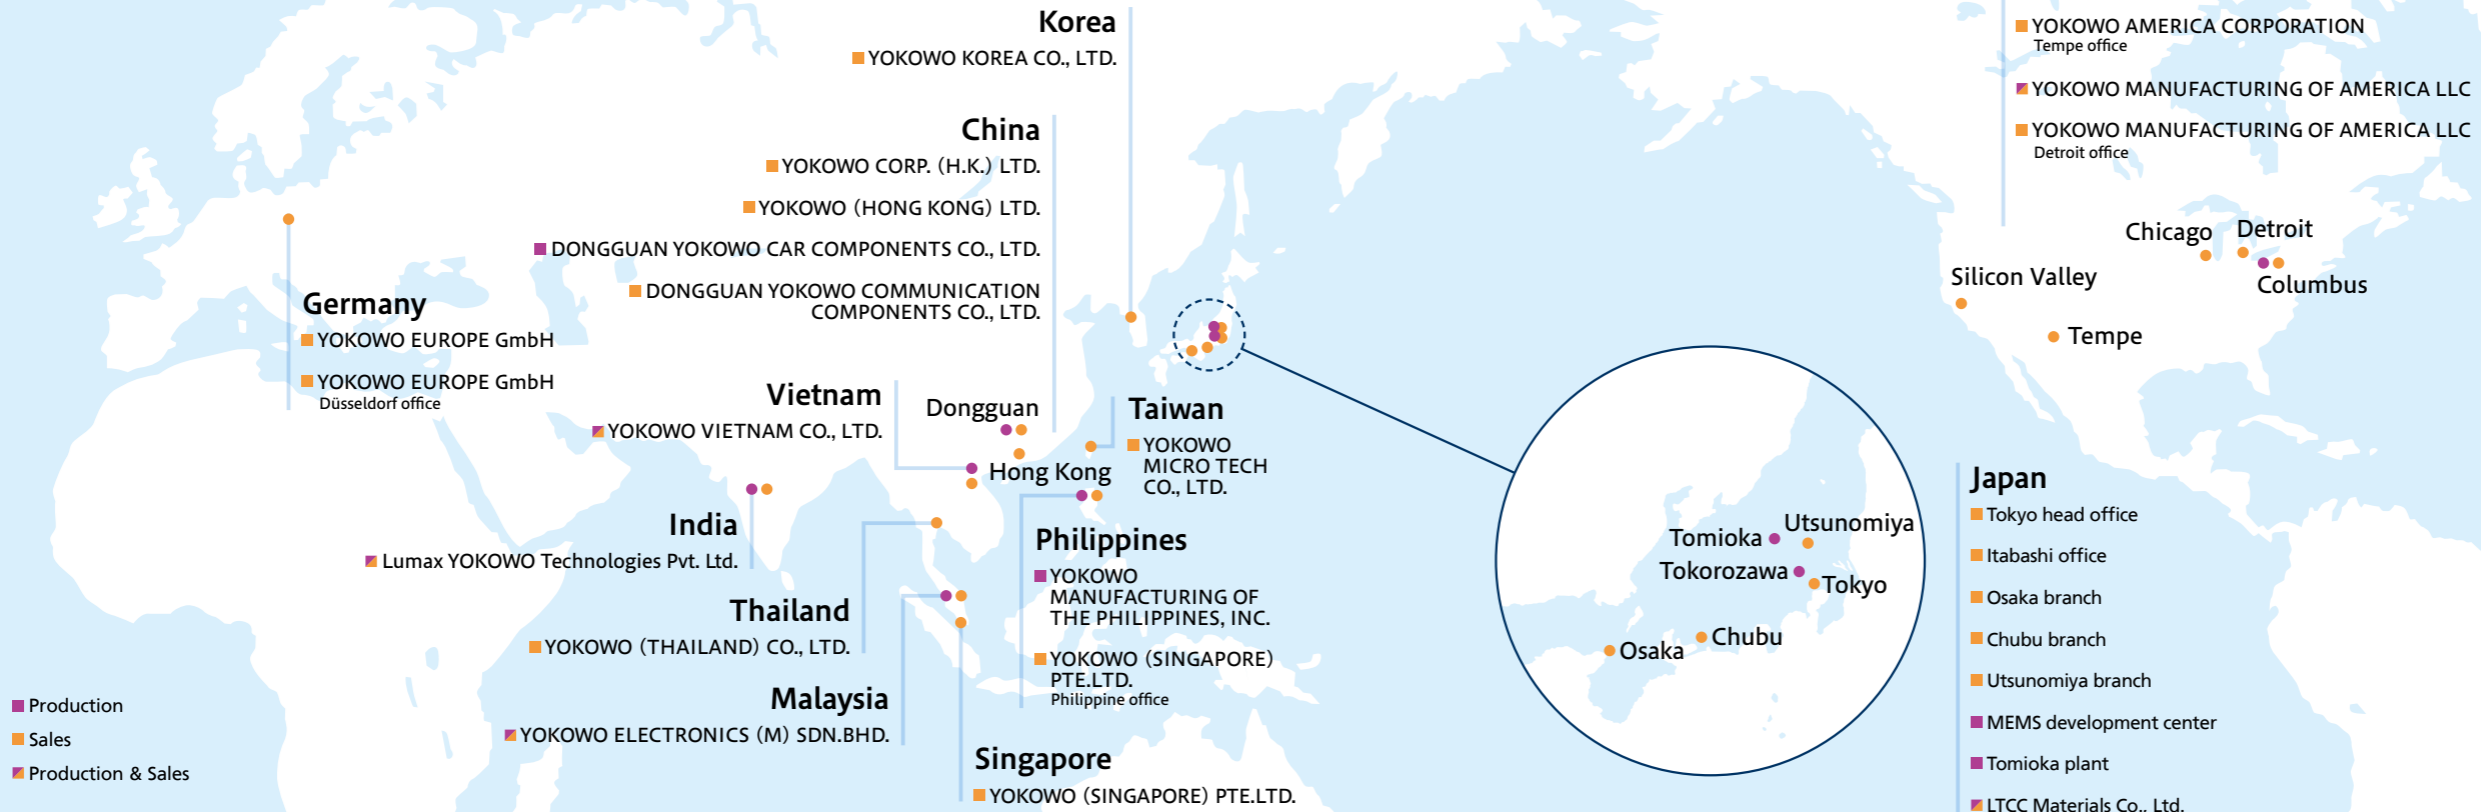 Korea
YOKOWO KOREA CO., LTD.
China
YOKOWO CORP. (H.K.) LTD.
YOKOWO (HONG KONG) LTD.
DONGGUAN YOKOWO CAR COMPONENTS CO., LTD.
DONGGUAN YOKOWO COMMUNICATION
COMPONENTS CO., LTD.
Germany
YOKOWO EUROPE GmbH
YOKOWO EUROPE GmbH
Düsseldorf office
Vietnam
YOKOWO VIETNAM CO., LTD.
Dongguan
Hong Kong
Taiwan
YOKOWO
MICRO TECH
CO., LTD.
India
Lumax YOKOWO Technologies Pvt. Ltd.
Thailand
YOKOWO (THAILAND) CO., LTD.
Philippines
YOKOWO
MANUFACTURING OF
THE PHILIPPINES, INC.
YOKOWO (SINGAPORE)
PTE.LTD.
Philippine office
Malaysia
YOKOWO ELECTRONICS (M) SDN.BHD.
Singapore
YOKOWO (SINGAPORE) PTE.LTD.
Production
Sales
Production & Sales
YOKOWO AMERICA CORPORATION
Tempe office
YOKOWO MANUFACTURING OF AMERICA LLC
YOKOWO MANUFACTURING OF AMERICA LLC
Detroit office
Chicago
Detroit
Columbus
Silicon Valley
Tempe
Utsunomiya
Tomioka
Tokorozawa
Tokyo
Chubu
Osaka
Japan
Tokyo head office
Itabashi office
Osaka branch
Chubu branch
Utsunomiya branch
MEMS development center
Tomioka plant
LTCC Materials Co., Ltd.